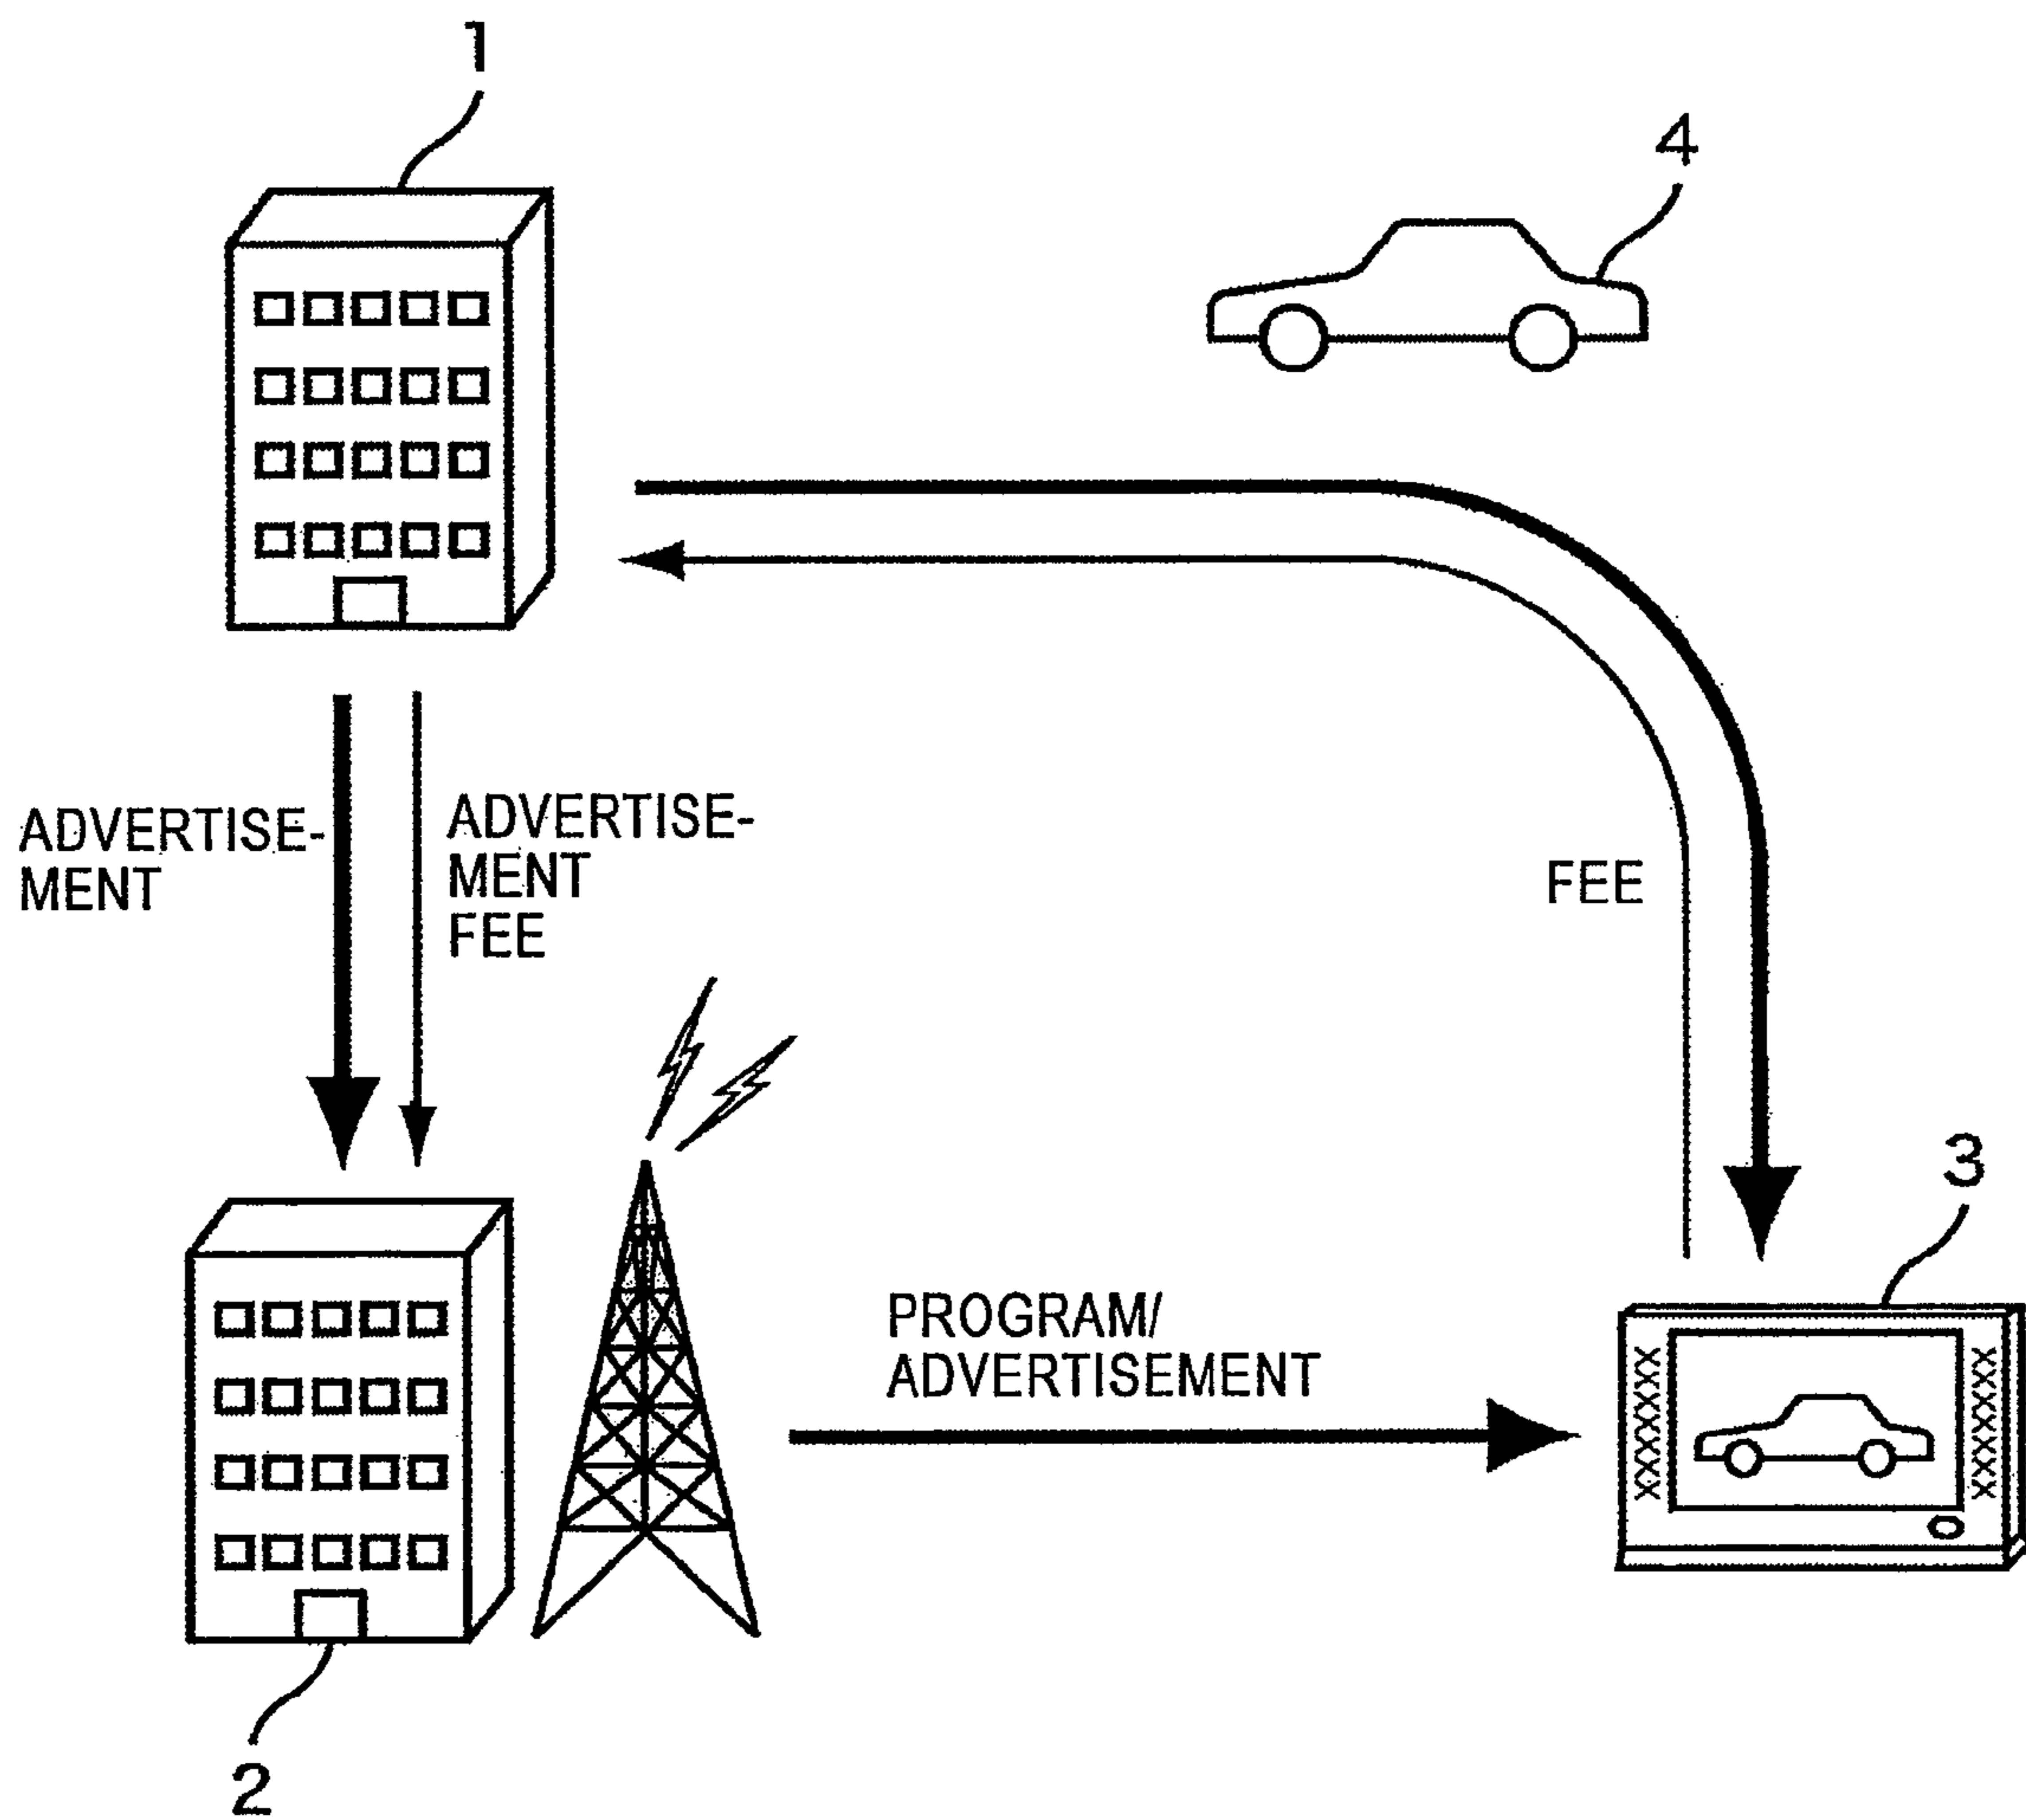 1
4
ADVERTISE-
MENT
ADVERTISE-
MENT
FEE
FEE
3
PROGRAM/
ADVERTISEMENT
2